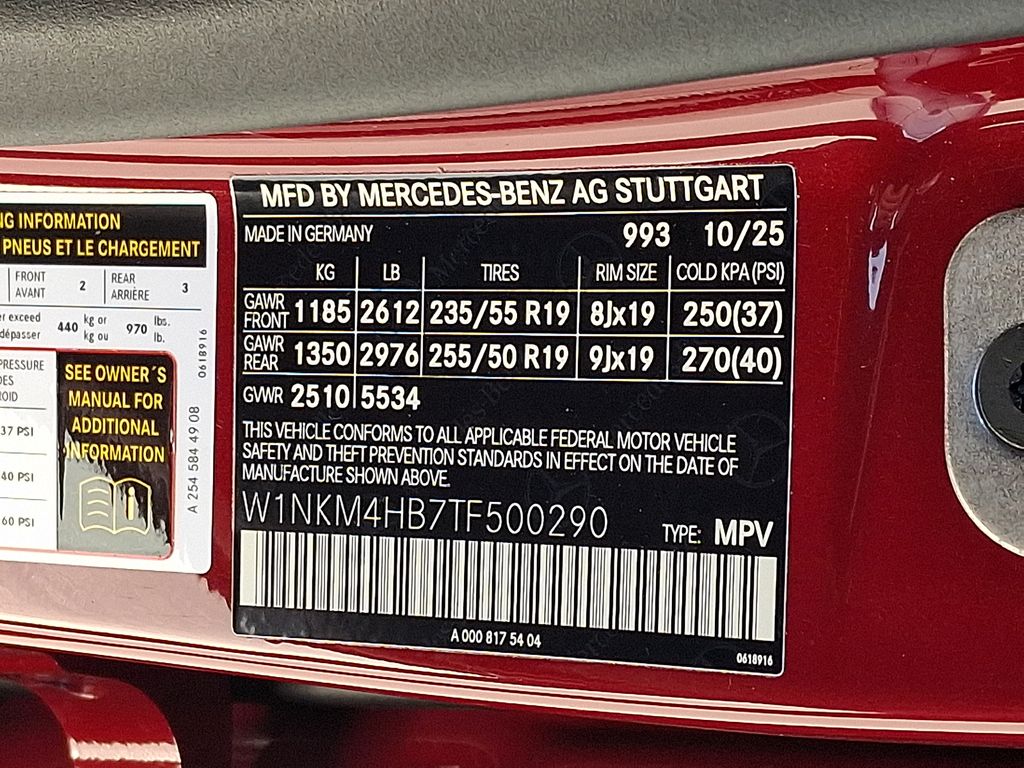 NG INFORMATION
PNEUS ET LE CHARGEMENT
FRONT AVANT 2 REAR ARRIÈRE 3
er exceed 440 kg or 970 lbs.
dépasser kg ou lb.
PRESSURE
DES
ROID
37 PSI
40 PSI
60 PSI
SEE OWNER´S
MANUAL FOR
ADDITIONAL
INFORMATION
A 254 584 49 08
0618916
MFD BY MERCEDES-BENZ AG STUTTGART
MADE IN GERMANY 993 10/25
KG LB TIRES RIM SIZE COLD KPA(PSI)
GAWR FRONT 1185 2612 235/55 R19 8Jx19 250(37)
GAWR REAR 1350 2976 255/50 R19 9Jx19 270(40)
GVWR 2510 5534
THIS VEHICLE CONFORMS TO ALL APPLICABLE FEDERAL MOTOR VEHICLE
SAFETY AND THEFT PREVENTION STANDARDS IN EFFECT ON THE DATE OF
MANUFACTURE SHOWN ABOVE.
W1NKM4HB7TF500290 TYPE: MPV
A 000 817 54 04
0618916